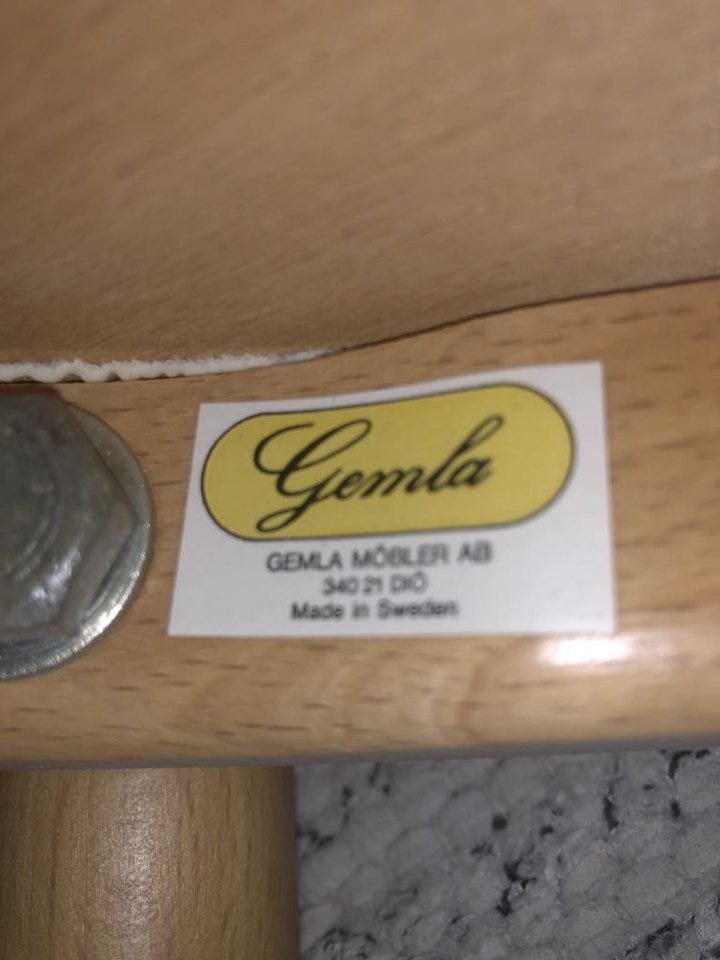 Gemla
GEMLA MÖBLER AB
340 21 DIÖ
Made in Sweden